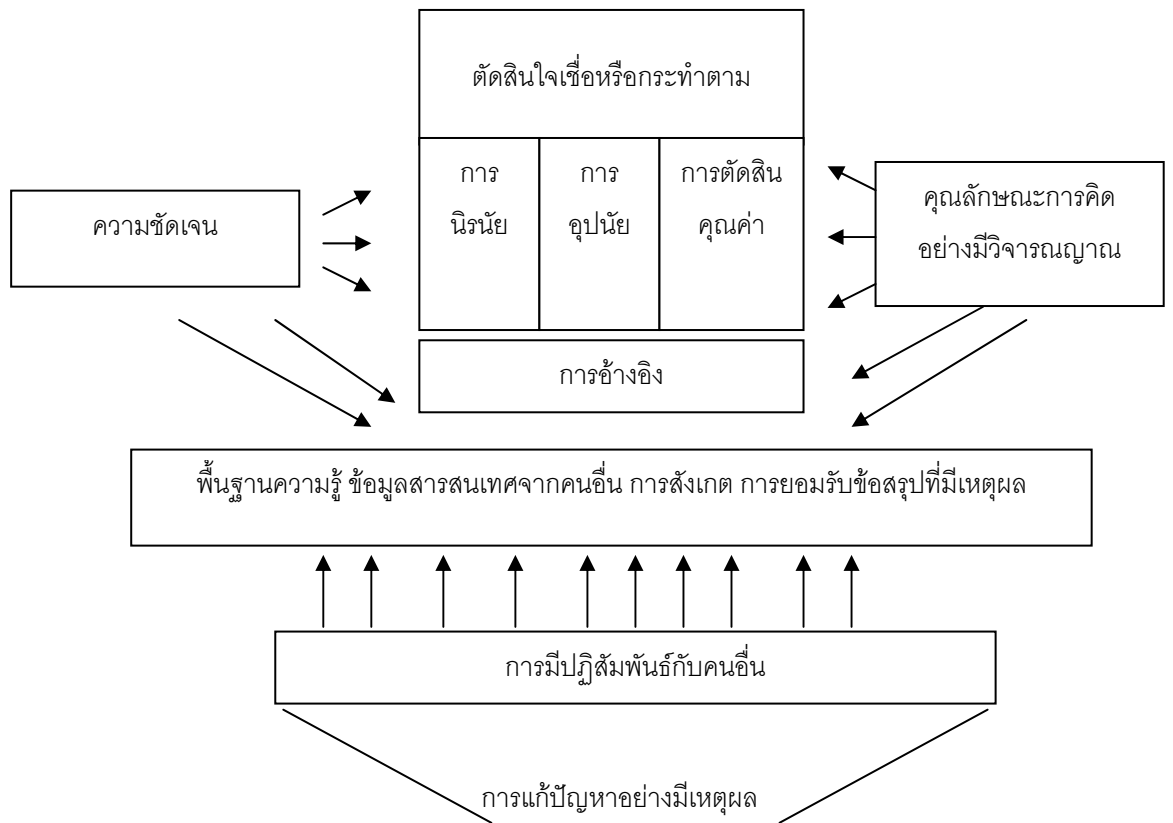 ตัดสินใจเชื่อหรือกระทำตาม
การ
นิรนัย
การ
อุปนัย
การตัดสิน
คุณค่า
ความชัดเจน
คุณลักษณะการคิด
อย่างมีวิจารณญาณ
การอ้างอิง
พื้นฐานความรู้ ข้อมูลสารสนเทศจากคนอื่น การสังเกต การยอมรับข้อสรุปที่มีเหตุผล
การมีปฏิสัมพันธ์กับคนอื่น
การแก้ปัญหาอย่างมีเหตุผล